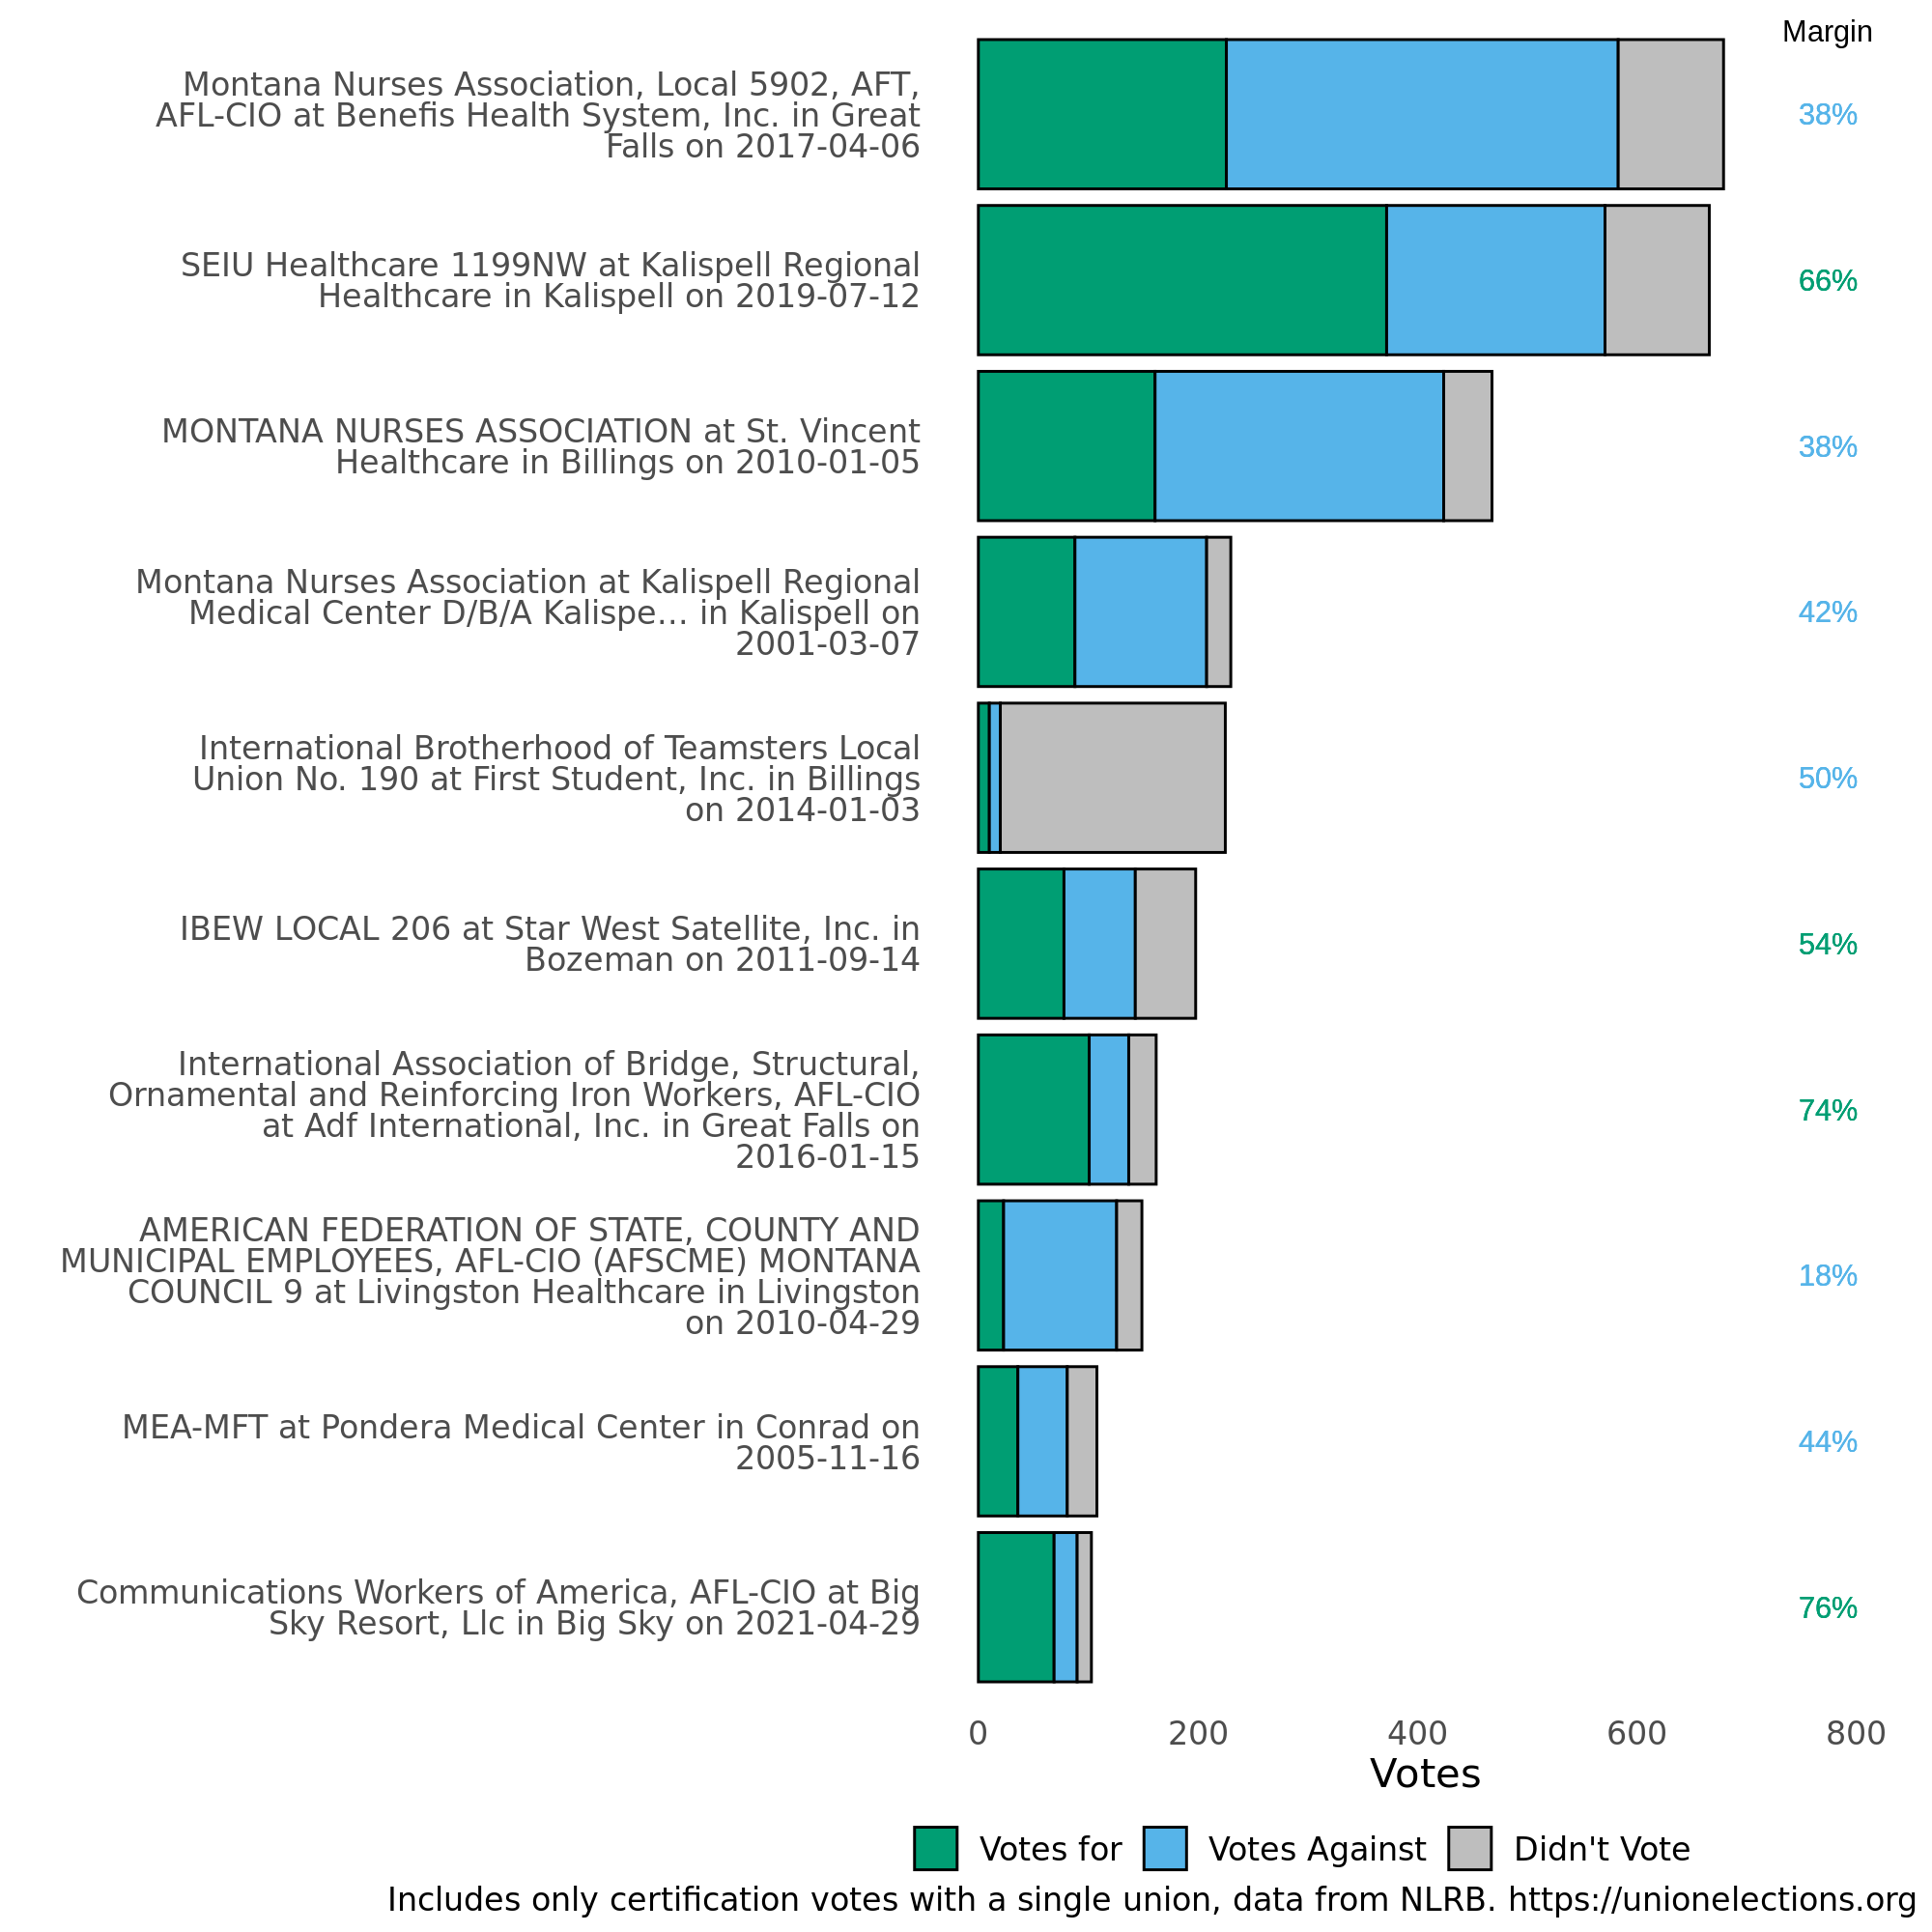 Margin
Montana Nurses Association, Local 5902, AFT,
AFL-CIO at Benefis Health System, Inc. in Great
Falls on 2017-04-06
38%
SEIU Healthcare 1199NW at Kalispell Regional
Healthcare in Kalispell on 2019-07-12
66%
MONTANA NURSES ASSOCIATION at St. Vincent
Healthcare in Billings on 2010-01-05
38%
Montana Nurses Association at Kalispell Regional
Medical Center D/B/A Kalispe... in Kalispell on
2001-03-07
42%
International Brotherhood of Teamsters Local
Union No. 190 at First Student, Inc. in Billings
on 2014-01-03
50%
IBEW LOCAL 206 at Star West Satellite, Inc. in
Bozeman on 2011-09-14
54%
International Association of Bridge, Structural,
Ornamental and Reinforcing Iron Workers, AFL-CIO
at Adf International, Inc. in Great Falls on
2016-01-15
74%
AMERICAN FEDERATION OF STATE, COUNTY AND
MUNICIPAL EMPLOYEES, AFL-CIO (AFSCME) MONTANA
COUNCIL 9 at Livingston Healthcare in Livingston
on 2010-04-29
18%
MEA-MFT at Pondera Medical Center in Conrad on
2005-11-16
44%
Communications Workers of America, AFL-CIO at Big
Sky Resort, Llc in Big Sky on 2021-04-29
76%
0 200 400 600 800
Votes
Votes for Votes Against Didn't Vote
Includes only certification votes with a single union, data from NLRB. https://unionelections.org